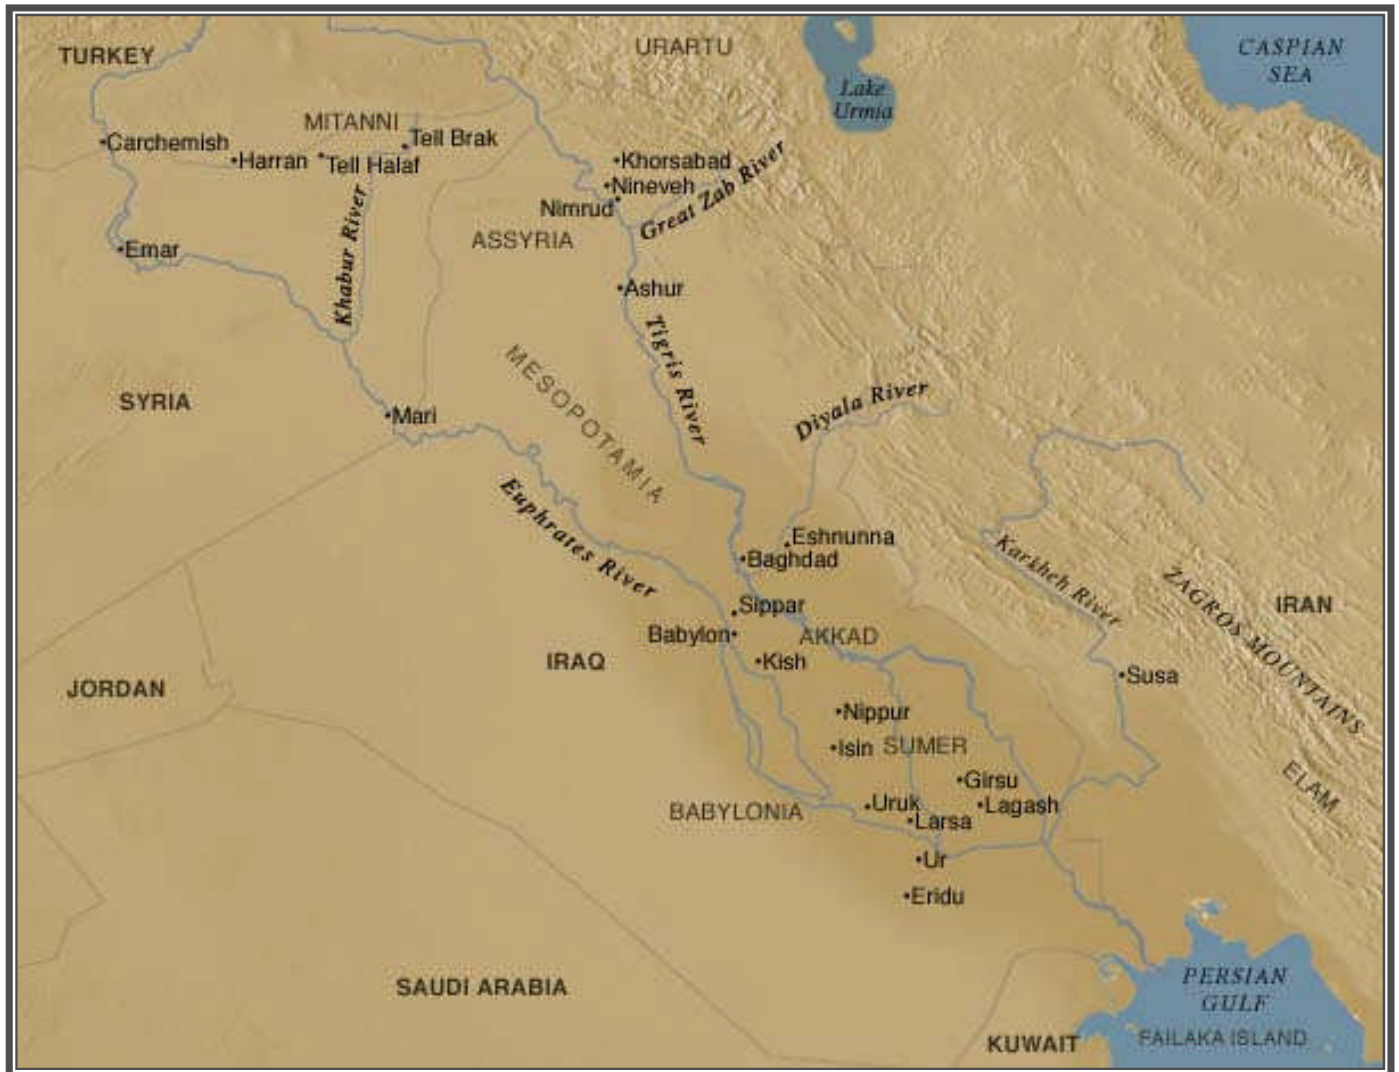 TURKEY
URARTU
CASPIAN
SEA
Lake
Urmia
MITANNI
Carchemish
Harran
Tell Halaf
Tell Brak
Khorsabad
Nineveh
Nimrud
Great Zab River
Khabur River
ASSYRIA
Emar
Ashur
Tigris River
MESOPOTAMIA
SYRIA
Mari
Diyala River
Euphrates River
Eshnunna
Baghdad
Karkheh River
ZAGROS MOUNTAINS
IRAN
Sippar
Babylon
AKKAD
IRAQ
Kish
Susa
JORDAN
Nippur
Isin
SUMER
Girsu
ELAM
BABYLONIA
Uruk
Lagash
Larsa
Ur
Eridu
SAUDI ARABIA
PERSIAN
GULF
KUWAIT
FAILAKA ISLAND